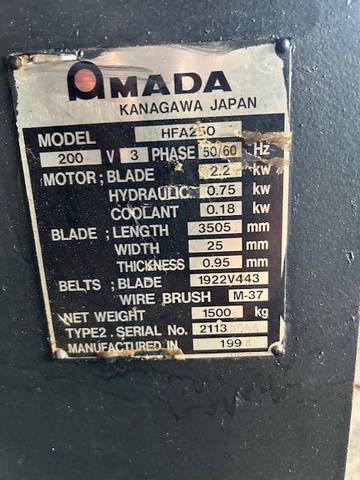 AMADA
KANAGAWA JAPAN
MODEL HFA250
200 V 3 PHASE 50/60 Hz
MOTOR; BLADE 2.2 kw
HYDRAULIC 0.75 kw
COOLANT 0.18 kw
BLADE ; LENGTH 3505 mm
WIDTH 25 mm
THICKNESS 0.95 mm
BELTS ; BLADE 1922V443
WIRE BRUSH M-37
NET WEIGHT 1500 kg
TYPE2. SERIAL No. 2113
MANUFACTURED IN 199